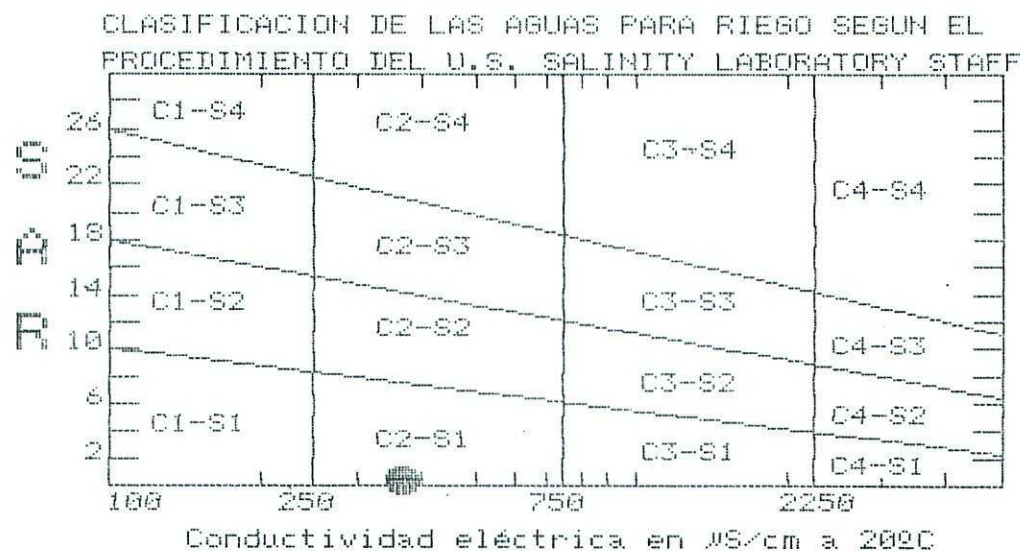 CLASIFICACION DE LAS AGUAS PARA RIEGO SEGUN EL
PROCEDIMIENTO DEL U.S. SALINITY LABORATORY STAFF
SAR
26
22
18
14
10
6
2
C1-S4
C2-S4
C3-S4
C4-S4
C1-S3
C2-S3
C3-S3
C4-S3
C1-S2
C2-S2
C3-S2
C4-S2
C1-S1
C2-S1
C3-S1
C4-S1
100 250 750 2250
Conductividad eléctrica en µS/cm a 20ºC